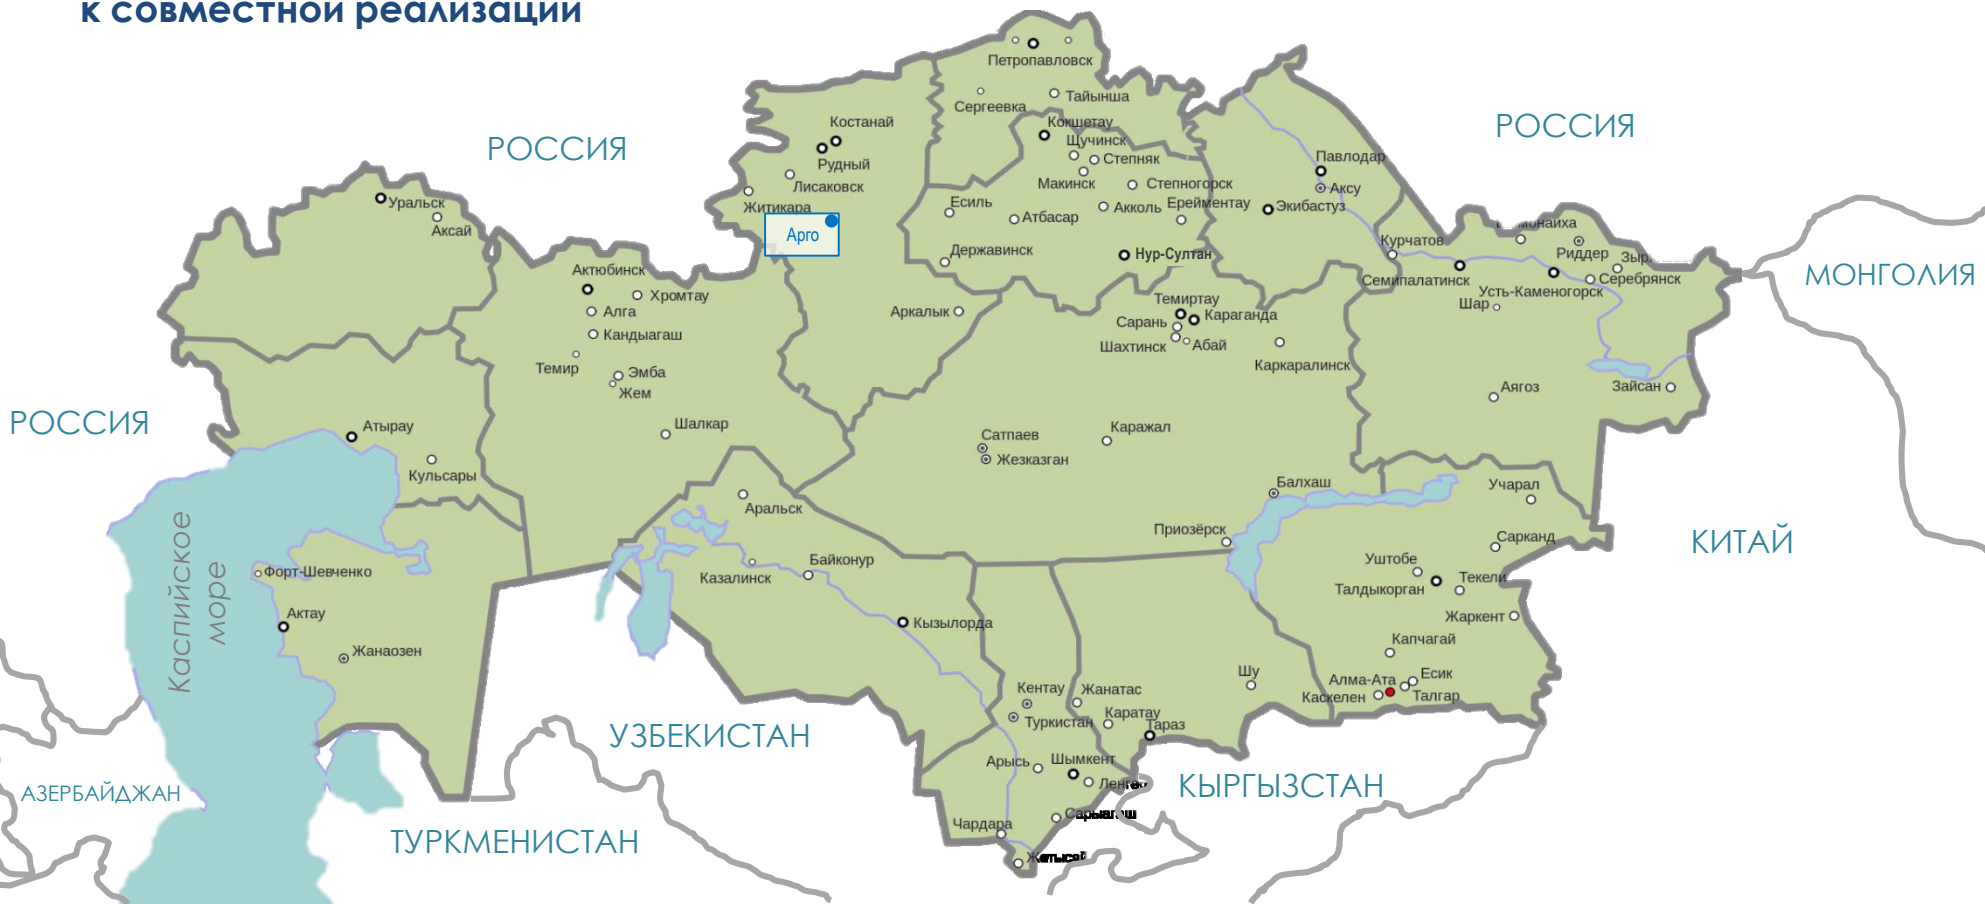 к совместной реализации
Петропавловск
Сергеевка
Тайынша
РОССИЯ
РОССИЯ
Костанай
Рудный
Лисаковск
Житикара
Арго
Кокшетау
Щучинск
Степняк
Макинск
Степногорск
Есиль
Атбасар
Акколь
Ерейментау
Державинск
Нур-Султан
Павлодар
Аксу
Экибастуз
Курчатов
Семипалатинск
Риддер
Серебрянск
Усть-Каменогорск
Шар
МОНГОЛИЯ
Уральск
Аксай
Актюбинск
Хромтау
Алга
Кандыагаш
Темир
Эмба
Жем
Шалкар
Аркалык
Темиртау
Караганда
Сарань
Шахтинск
Абай
Каркаралинск
Аягоз
Зайсан
РОССИЯ
Атырау
Кульсары
Сатпаев
Жезказган
Каражал
Балхаш
Приозёрск
Учарал
Сарканд
КИТАЙ
Каспийское
море
Аральск
Казалинск
Байконур
Кызылорда
Форт-Шевченко
Актау
Жанаозен
Уштобе
Талдыкорган
Текели
Жаркент
Капчагай
Алма-Ата
Есик
Каскелен
Талгар
Шу
Кентау
Жанатас
Туркистан
Каратау
Тараз
Арысь
Шымкент
Чардара
УЗБЕКИСТАН
КЫРГЫЗСТАН
АЗЕРБАЙДЖАН
ТУРКМЕНИСТАН